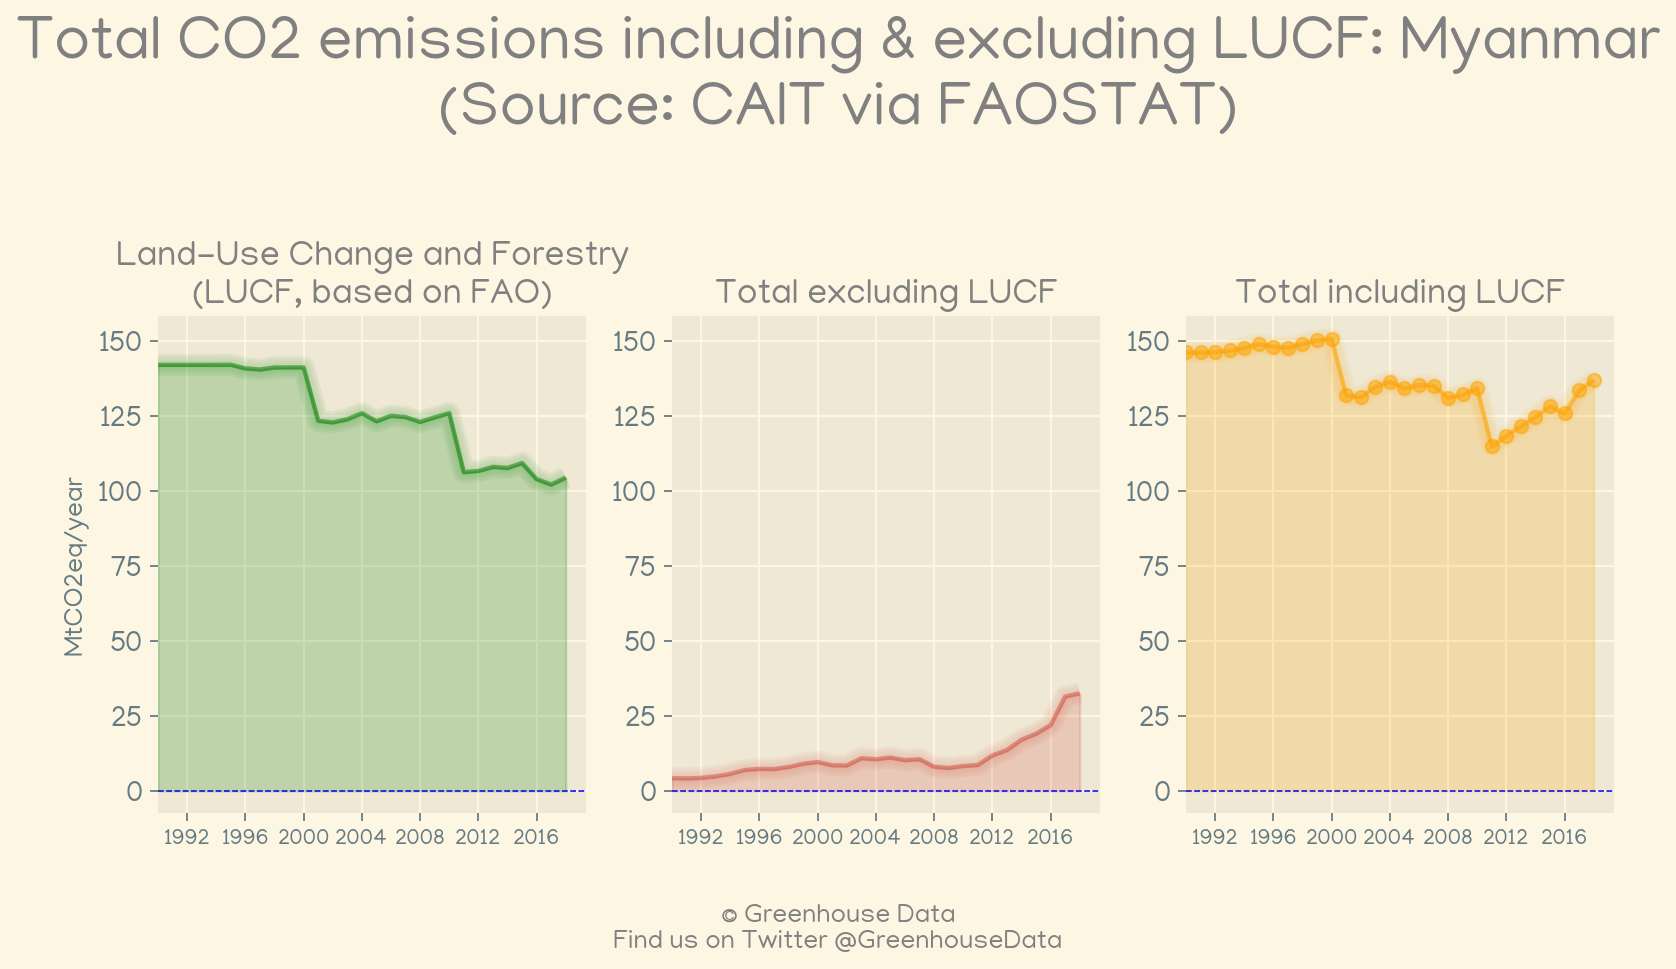 Total CO2 emissions including & excluding LUCF: Myanmar
(Source: CAIT via FAOSTAT)
Land-Use Change and Forestry
(LUCF, based on FAO)
Total excluding LUCF
Total including LUCF
MtCO2eq/year
150
125
100
75
50
25
0
1992 1996 2000 2004 2008 2012 2016
150
125
100
75
50
25
0
1992 1996 2000 2004 2008 2012 2016
150
125
100
75
50
25
0
1992 1996 2000 2004 2008 2012 2016
© Greenhouse Data
Find us on Twitter @GreenhouseData